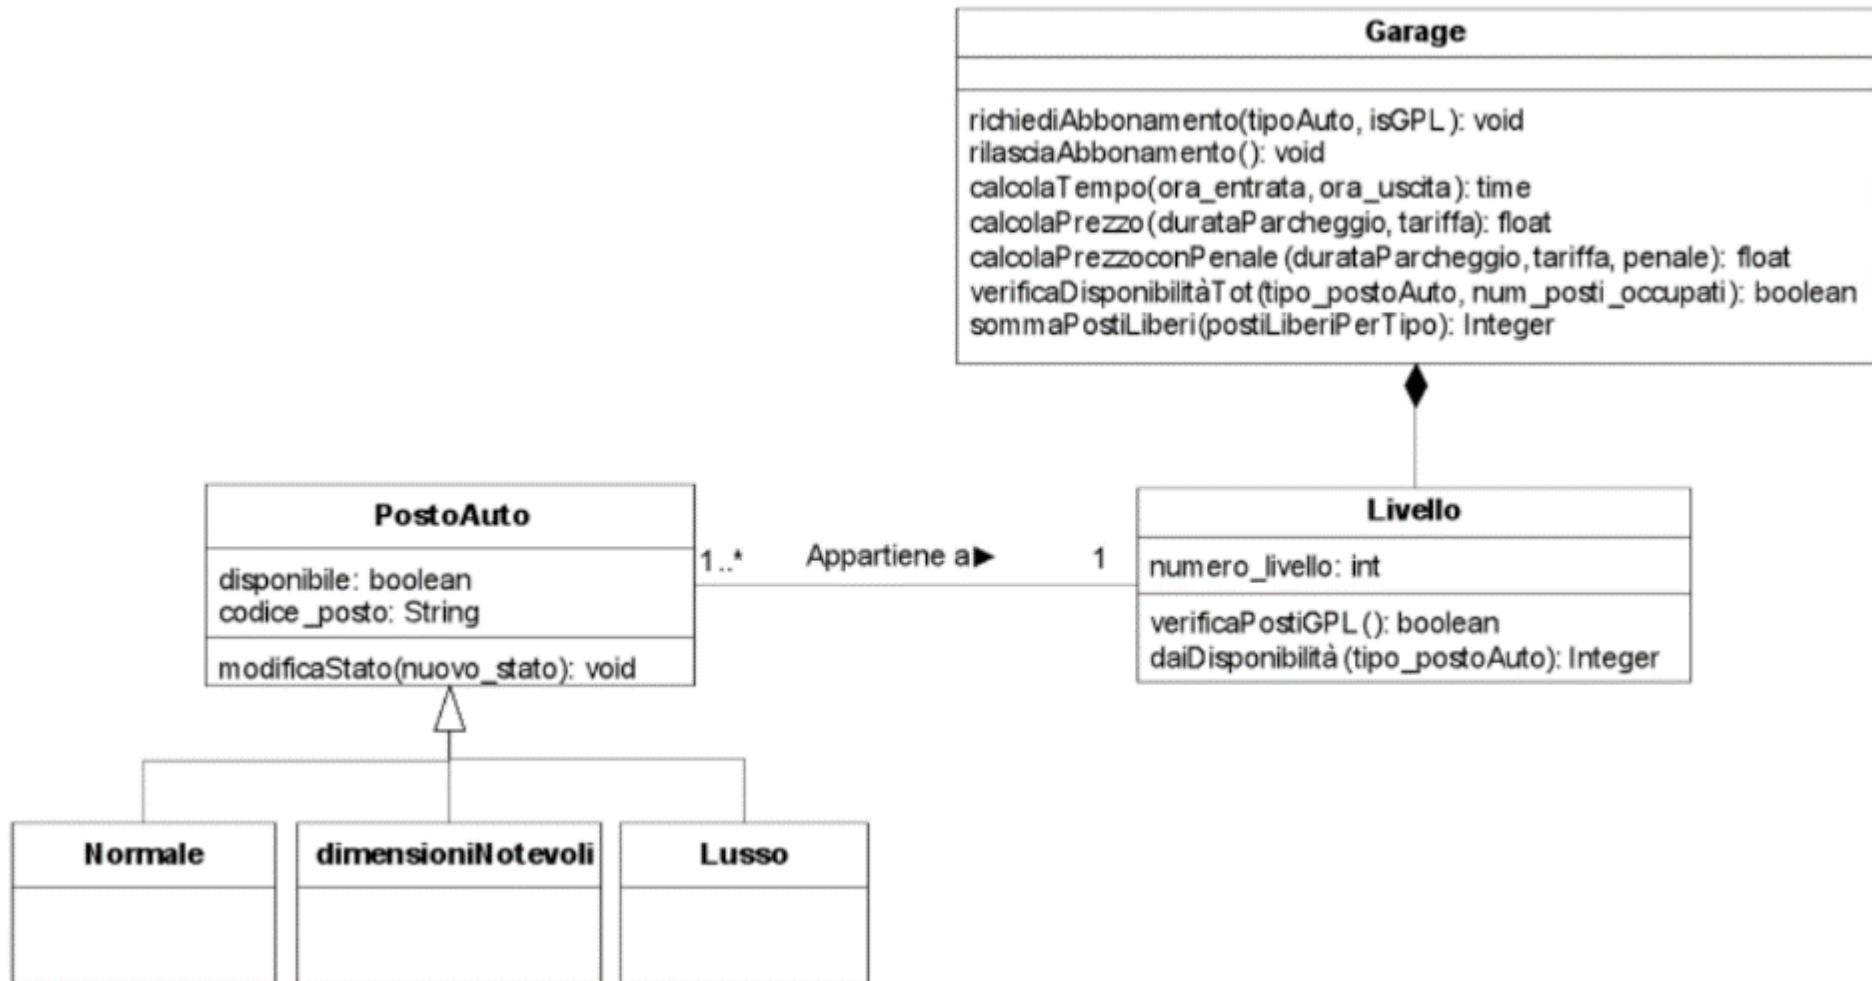 Garage
richiediAbbonamento(tipoAuto, isGPL): void
rilasciaAbbonamento(): void
calcolaTempo(ora_entrata, ora_uscita): time
calcolaPrezzo(durataParcheggio, tariffa): float
calcolaPrezzoconPenale(durataParcheggio, tariffa, penale): float
verificaDisponibilitàTot(tipo_postoAuto, num_posti_occupati): boolean
sommaPostiLiberi(postiLiberiPerTipo): Integer
PostoAuto
disponibile: boolean
codice_posto: String
modificaStato(nuovo_stato): void
1..* Appartiene a▶ 1
Livello
numero_livello: int
verificaPostiGPL(): boolean
daiDisponibilità(tipo_postoAuto): Integer
Normale
dimensioniNotevoli
Lusso